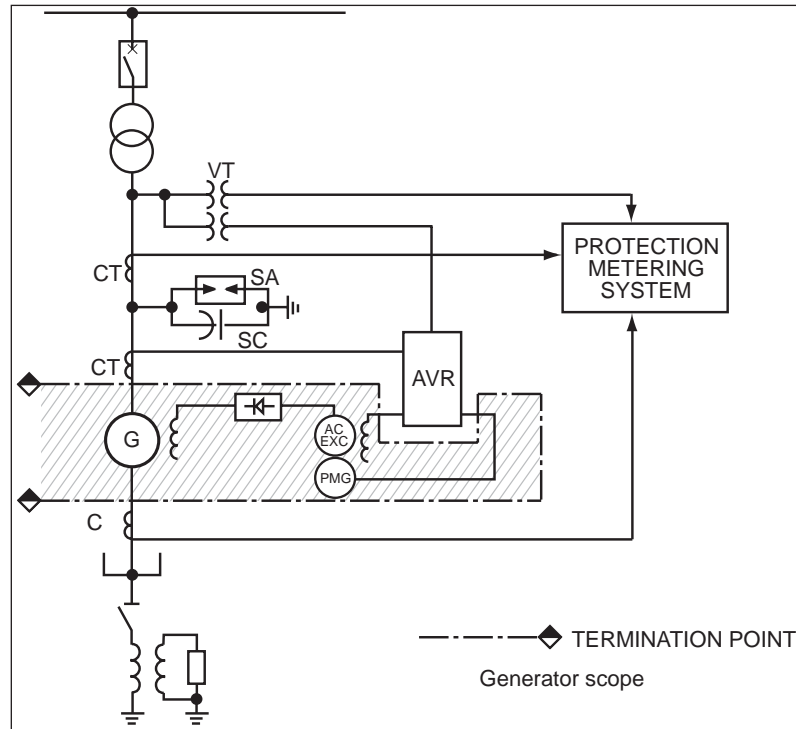 VT
PROTECTION
METERING
SYSTEM
CT
SA
SC
CT
AVR
G
AC
EXC
PMG
C
TERMINATION POINT
Generator scope